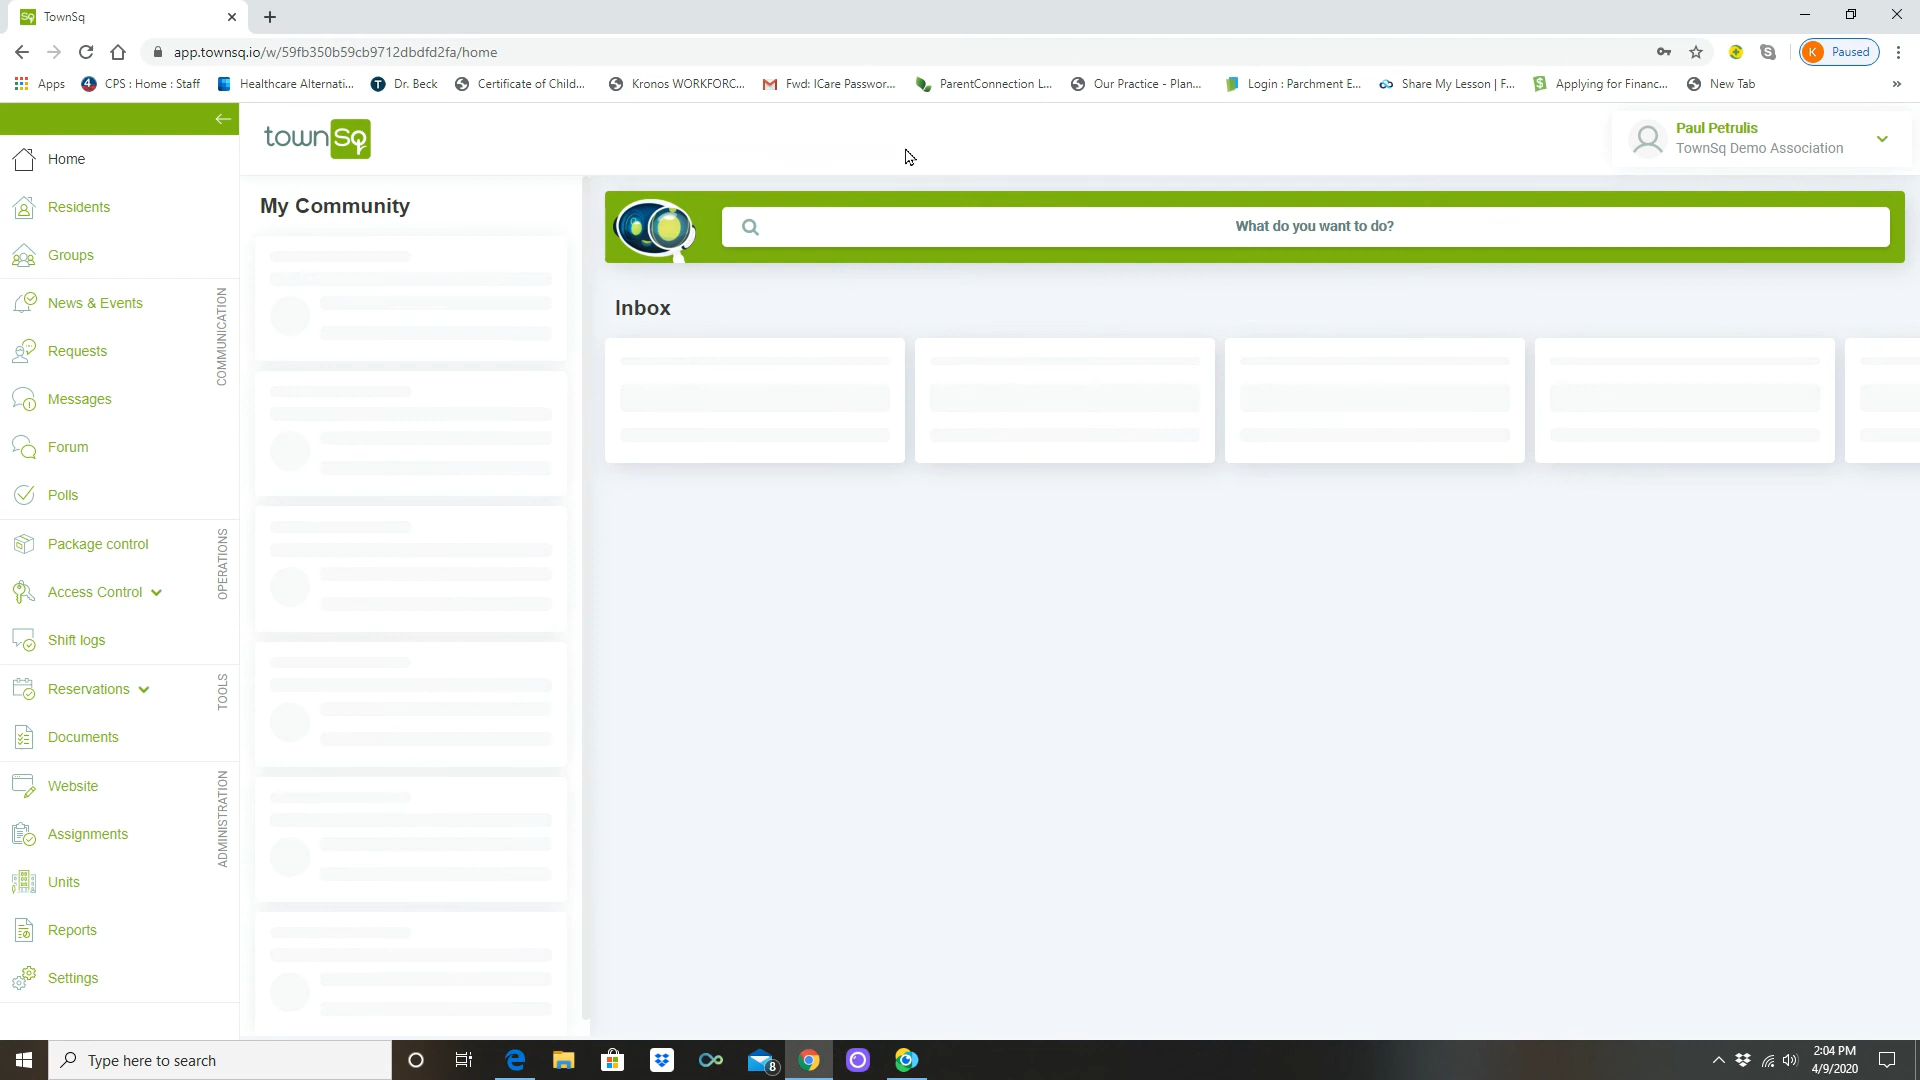 TownSq
app.townsq.io/w/59fb350b59cb9712dbdfd2fa/home
K Paused
Apps
CPS : Home : Staff
Healthcare Alternati...
Dr. Beck
Certificate of Child...
Kronos WORKFORC...
Fwd: ICare Passwor...
ParentConnection L...
Our Practice - Plan...
Login : Parchment E...
Share My Lesson | F...
Applying for Financ...
New Tab
townSq
Paul Petrulis
TownSq Demo Association
Home
Residents
Groups
News & Events
Requests
Messages
Forum
Polls
COMMUNICATION
Package control
Access Control
Shift logs
OPERATIONS
Reservations
Documents
TOOLS
Website
Assignments
Units
Reports
Settings
ADMINISTRATION
My Community
What do you want to do?
Inbox
Type here to search
8
2:04 PM
4/9/2020